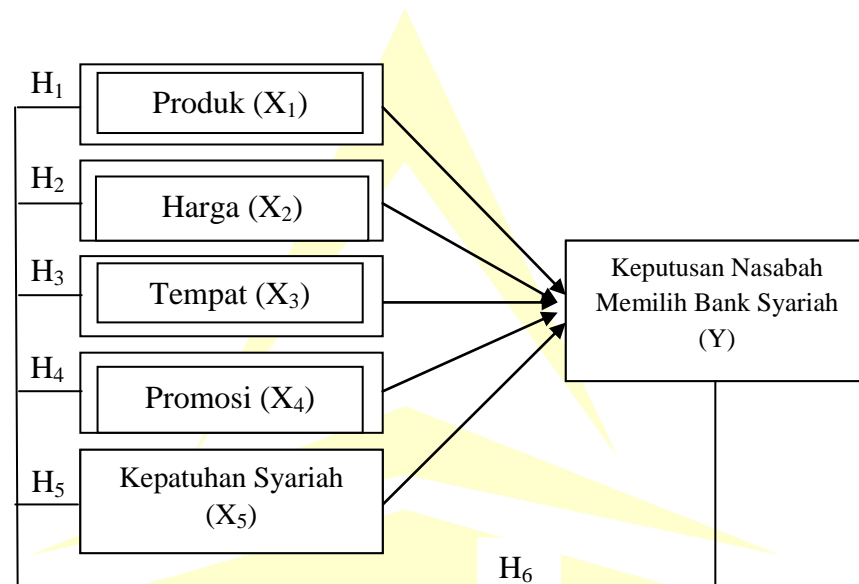 H₁
Produk (X₁)
H₂
Harga (X₂)
H₃
Tempat (X₃)
H₄
Promosi (X₄)
H₅
Kepatuhan Syariah
(X₅)
Keputusan Nasabah
Memilih Bank Syariah
(Y)
H₆